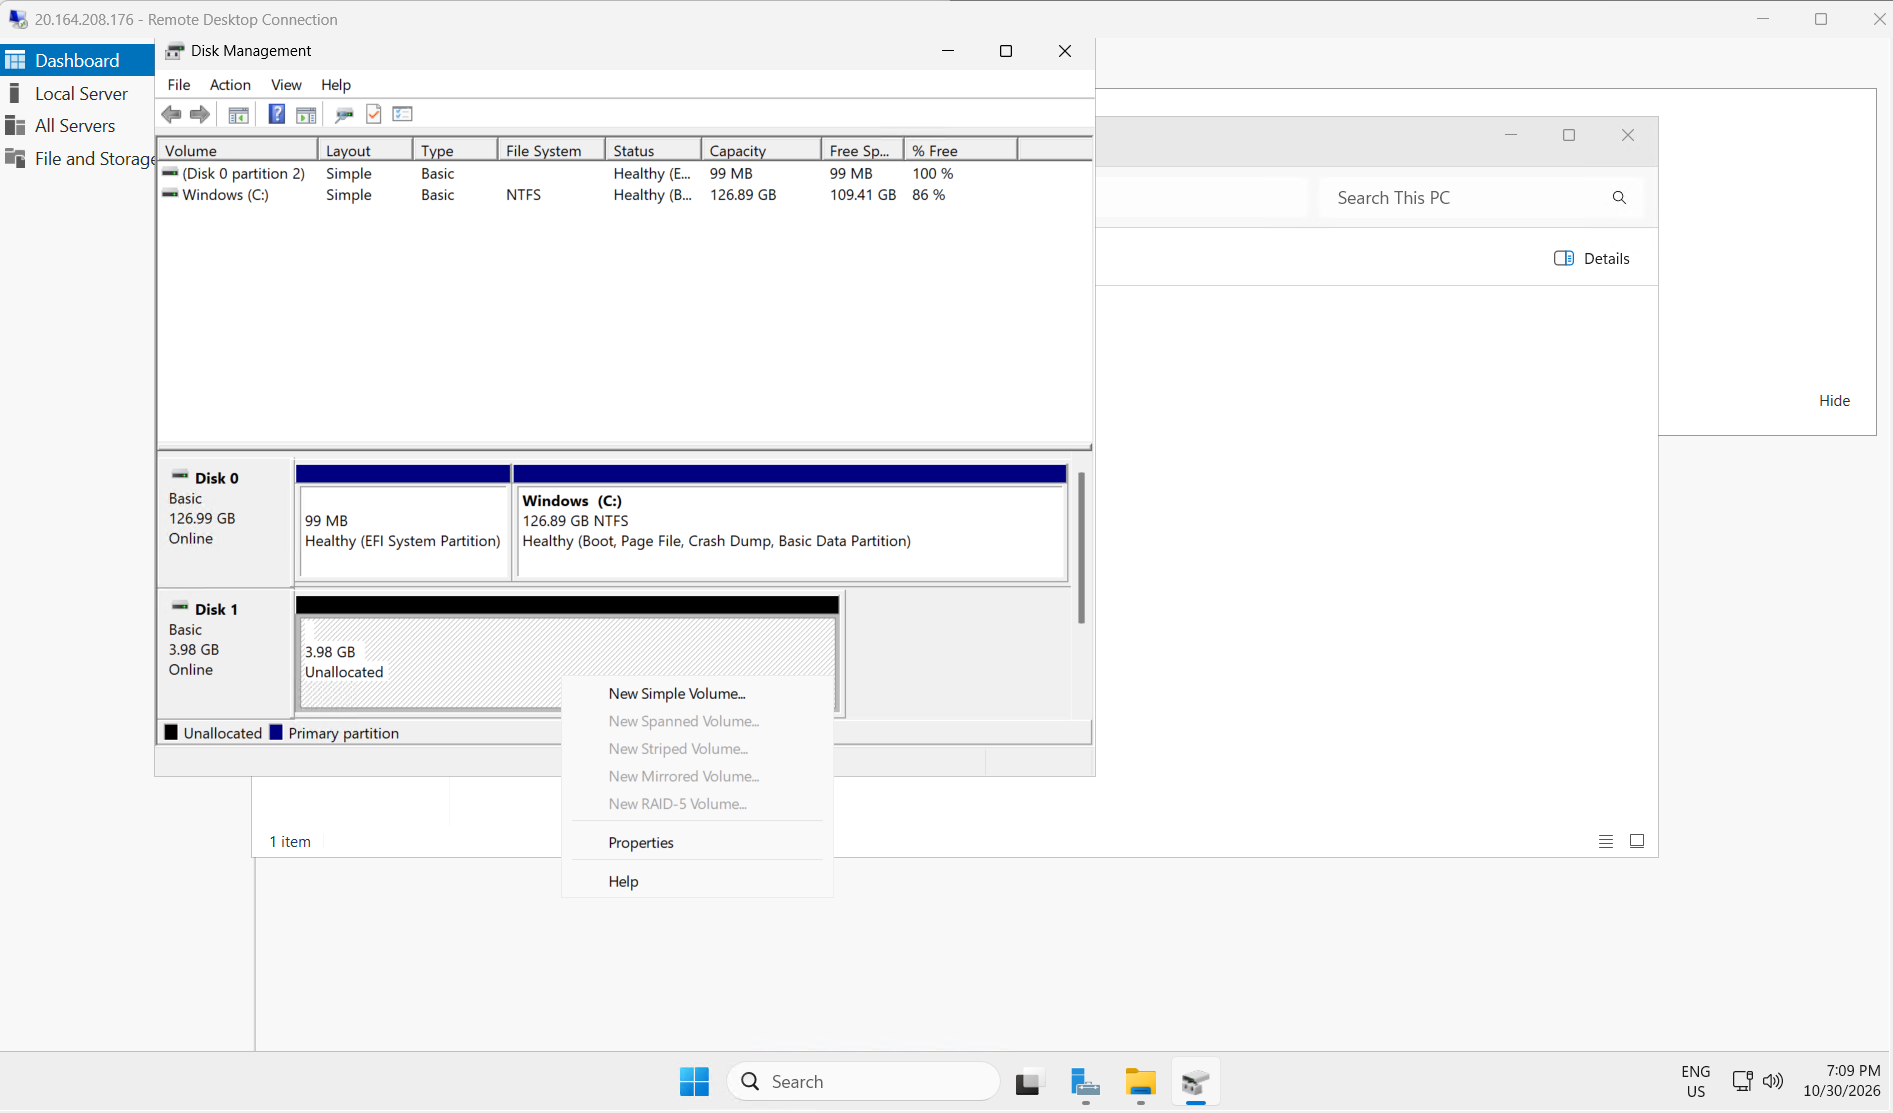 20.164.208.176 - Remote Desktop Connection
Dashboard
Local Server
All Servers
File and Storage
Disk Management
File Action View Help
Volume Layout Type File System Status Capacity Free Sp... % Free
(Disk 0 partition 2) Simple Basic Healthy (E... 99 MB 99 MB 100 %
Windows (C:) Simple Basic NTFS Healthy (B... 126.89 GB 109.41 GB 86 %
Disk 0
Basic
126.99 GB
Online
99 MB
Healthy (EFI System Partition)
Windows (C:)
126.89 GB NTFS
Healthy (Boot, Page File, Crash Dump, Basic Data Partition)
Disk 1
Basic
3.98 GB
Online
3.98 GB
Unallocated
Unallocated Primary partition
New Simple Volume...
New Spanned Volume...
New Striped Volume...
New Mirrored Volume...
New RAID-5 Volume...
Properties
Help
Search This PC
Details
Hide
1 item
Search
ENG
US
7:09 PM
10/30/2026